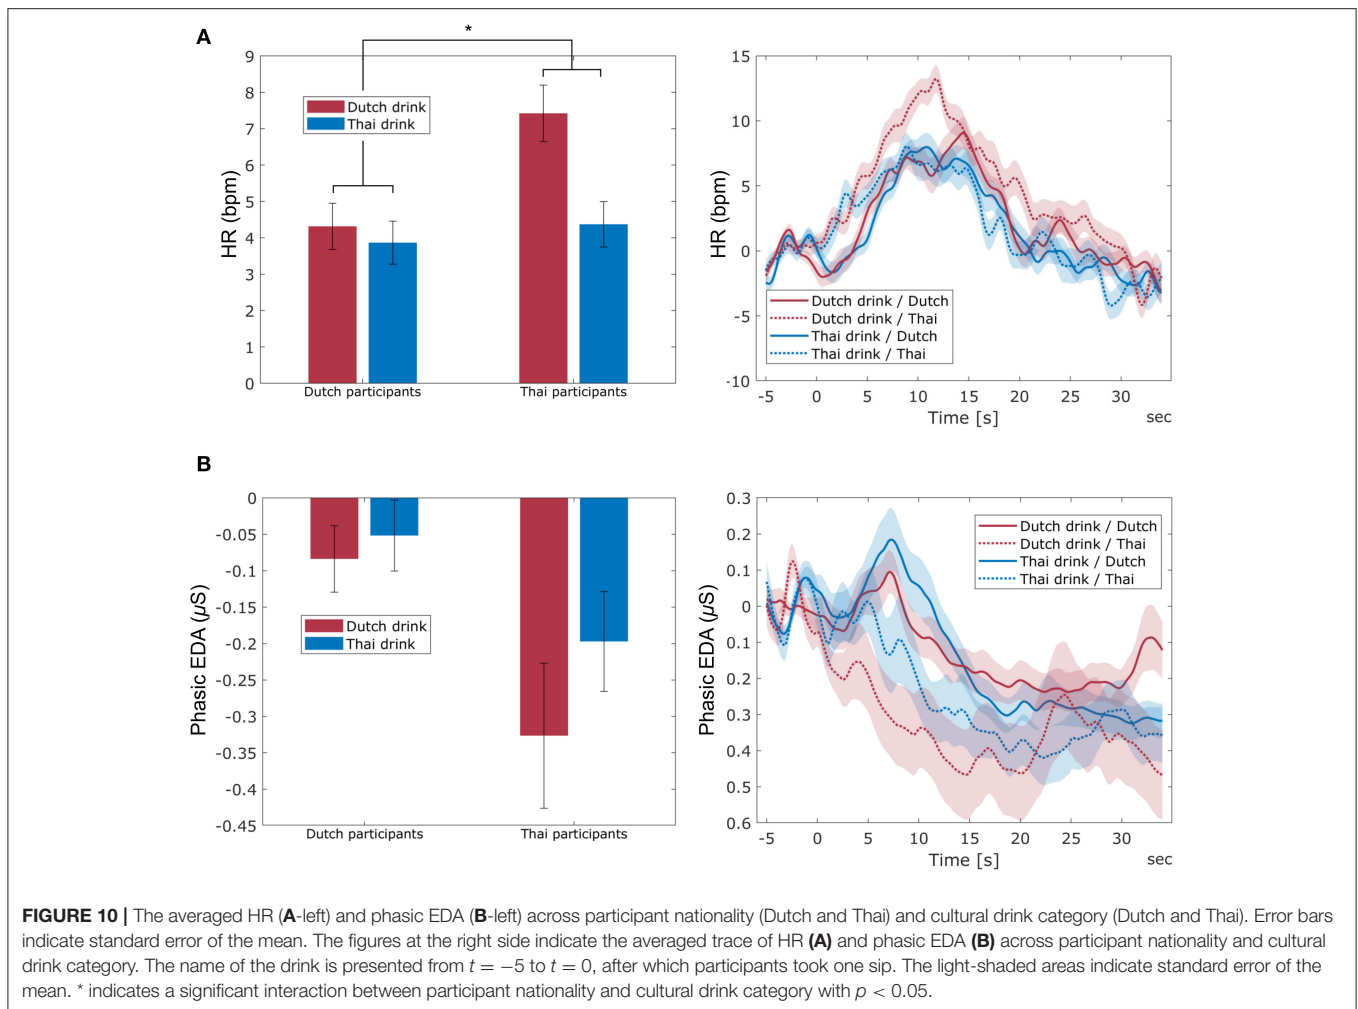 A
*
9
8
7
6
5
4
3
2
1
0
HR (bpm)
Dutch drink
Thai drink
Dutch participants
Thai participants
15
10
5
0
-5
-10
HR (bpm)
Dutch drink / Dutch
Dutch drink / Thai
Thai drink / Dutch
Thai drink / Thai
-5 0 5 10 15 20 25 30
Time [s]
sec
B
0
-0.05
-0.1
-0.15
-0.2
-0.25
-0.3
-0.35
-0.4
-0.45
Phasic EDA (µS)
Dutch drink
Thai drink
Dutch participants
Thai participants
0.3
0.2
0.1
0
0.1
0.2
0.3
0.4
0.5
0.6
Phasic EDA (µS)
Dutch drink / Dutch
Dutch drink / Thai
Thai drink / Dutch
Thai drink / Thai
-5 0 5 10 15 20 25 30
Time [s]
sec
FIGURE 10 | The averaged HR (A-left) and phasic EDA (B-left) across participant nationality (Dutch and Thai) and cultural drink category (Dutch and Thai). Error bars
indicate standard error of the mean. The figures at the right side indicate the averaged trace of HR (A) and phasic EDA (B) across participant nationality and cultural
drink category. The name of the drink is presented from t = −5 to t = 0, after which participants took one sip. The light-shaded areas indicate standard error of the
mean. * indicates a significant interaction between participant nationality and cultural drink category with p < 0.05.